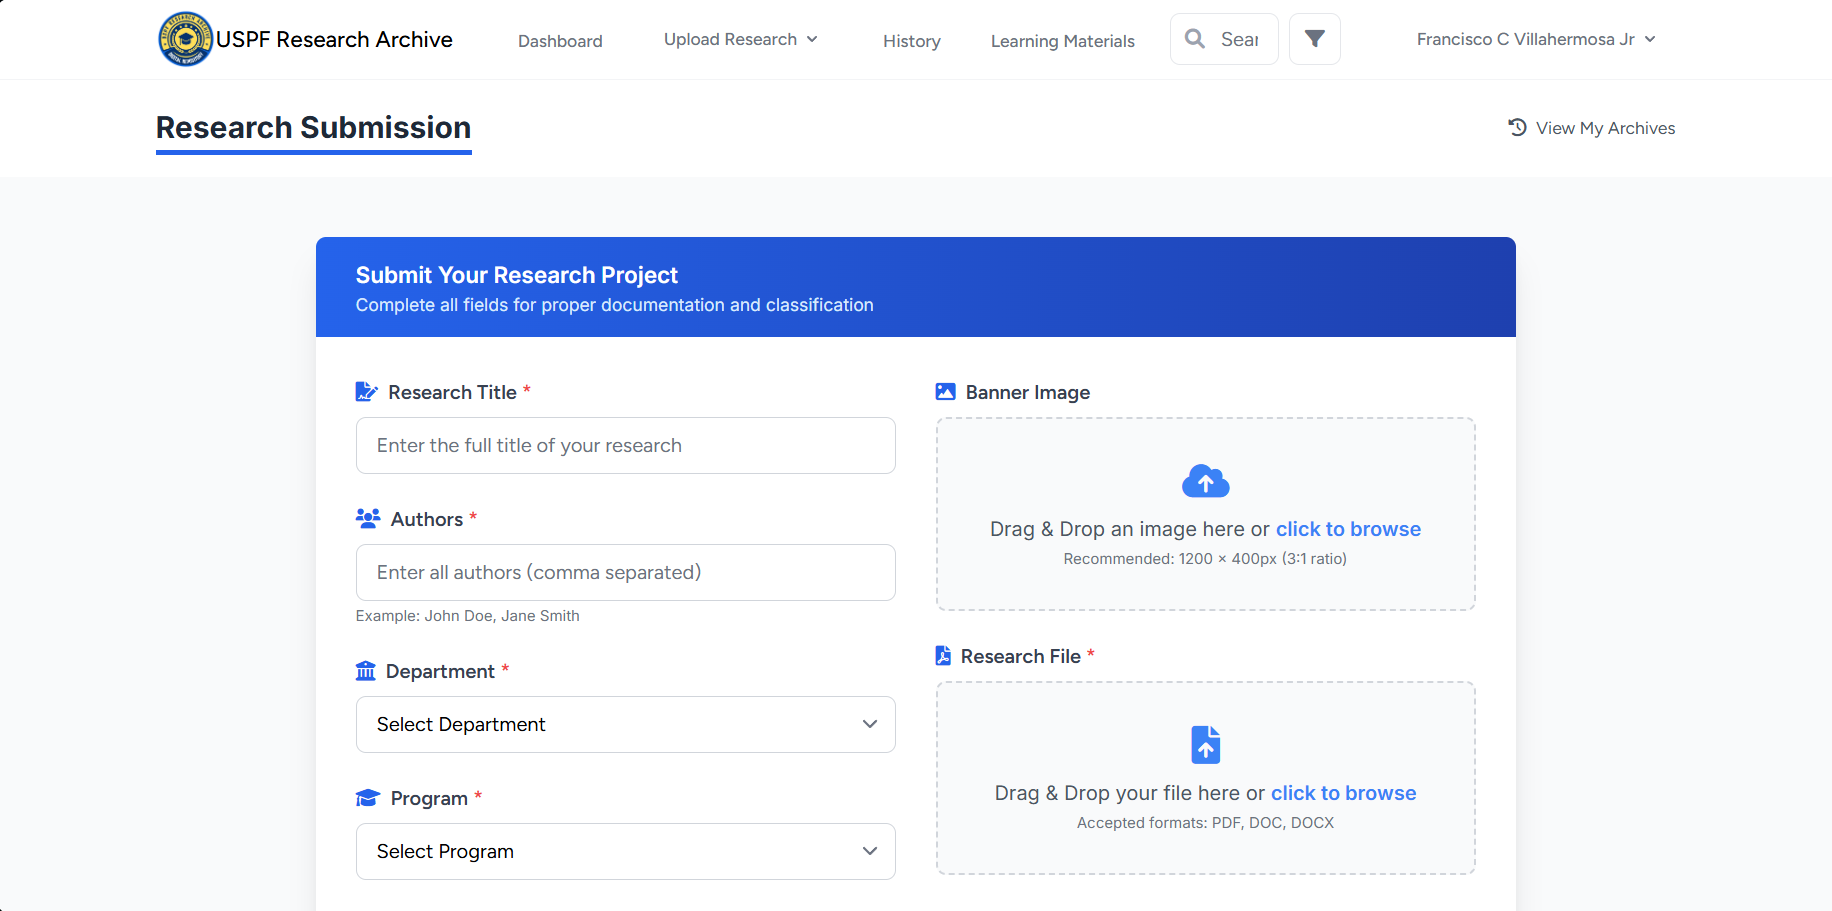 USPF Research Archive
Dashboard
Upload Research
History
Learning Materials
Sear
Francisco C Villahermosa Jr
Research Submission
View My Archives
Submit Your Research Project
Complete all fields for proper documentation and classification
Research Title *
Enter the full title of your research
Authors *
Enter all authors (comma separated)
Example: John Doe, Jane Smith
Department *
Select Department
Program *
Select Program
Banner Image
Drag & Drop an image here or click to browse
Recommended: 1200 × 400px (3:1 ratio)
Research File *
Drag & Drop your file here or click to browse
Accepted formats: PDF, DOC, DOCX